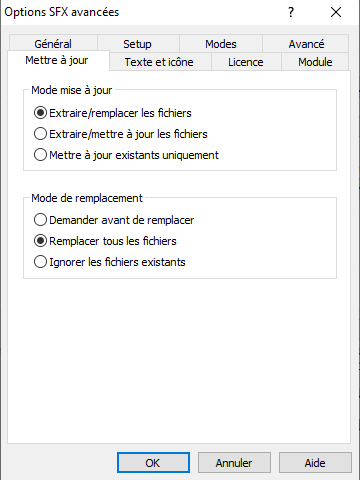 Options SFX avancées
?
Général Setup Modes Avancé
Mettre à jour Texte et icône Licence Module
Mode mise à jour
Extraire/remplacer les fichiers
Extraire/mettre à jour les fichiers
Mettre à jour existants uniquement
Mode de remplacement
Demander avant de remplacer
Remplacer tous les fichiers
Ignorer les fichiers existants
OK Annuler Aide